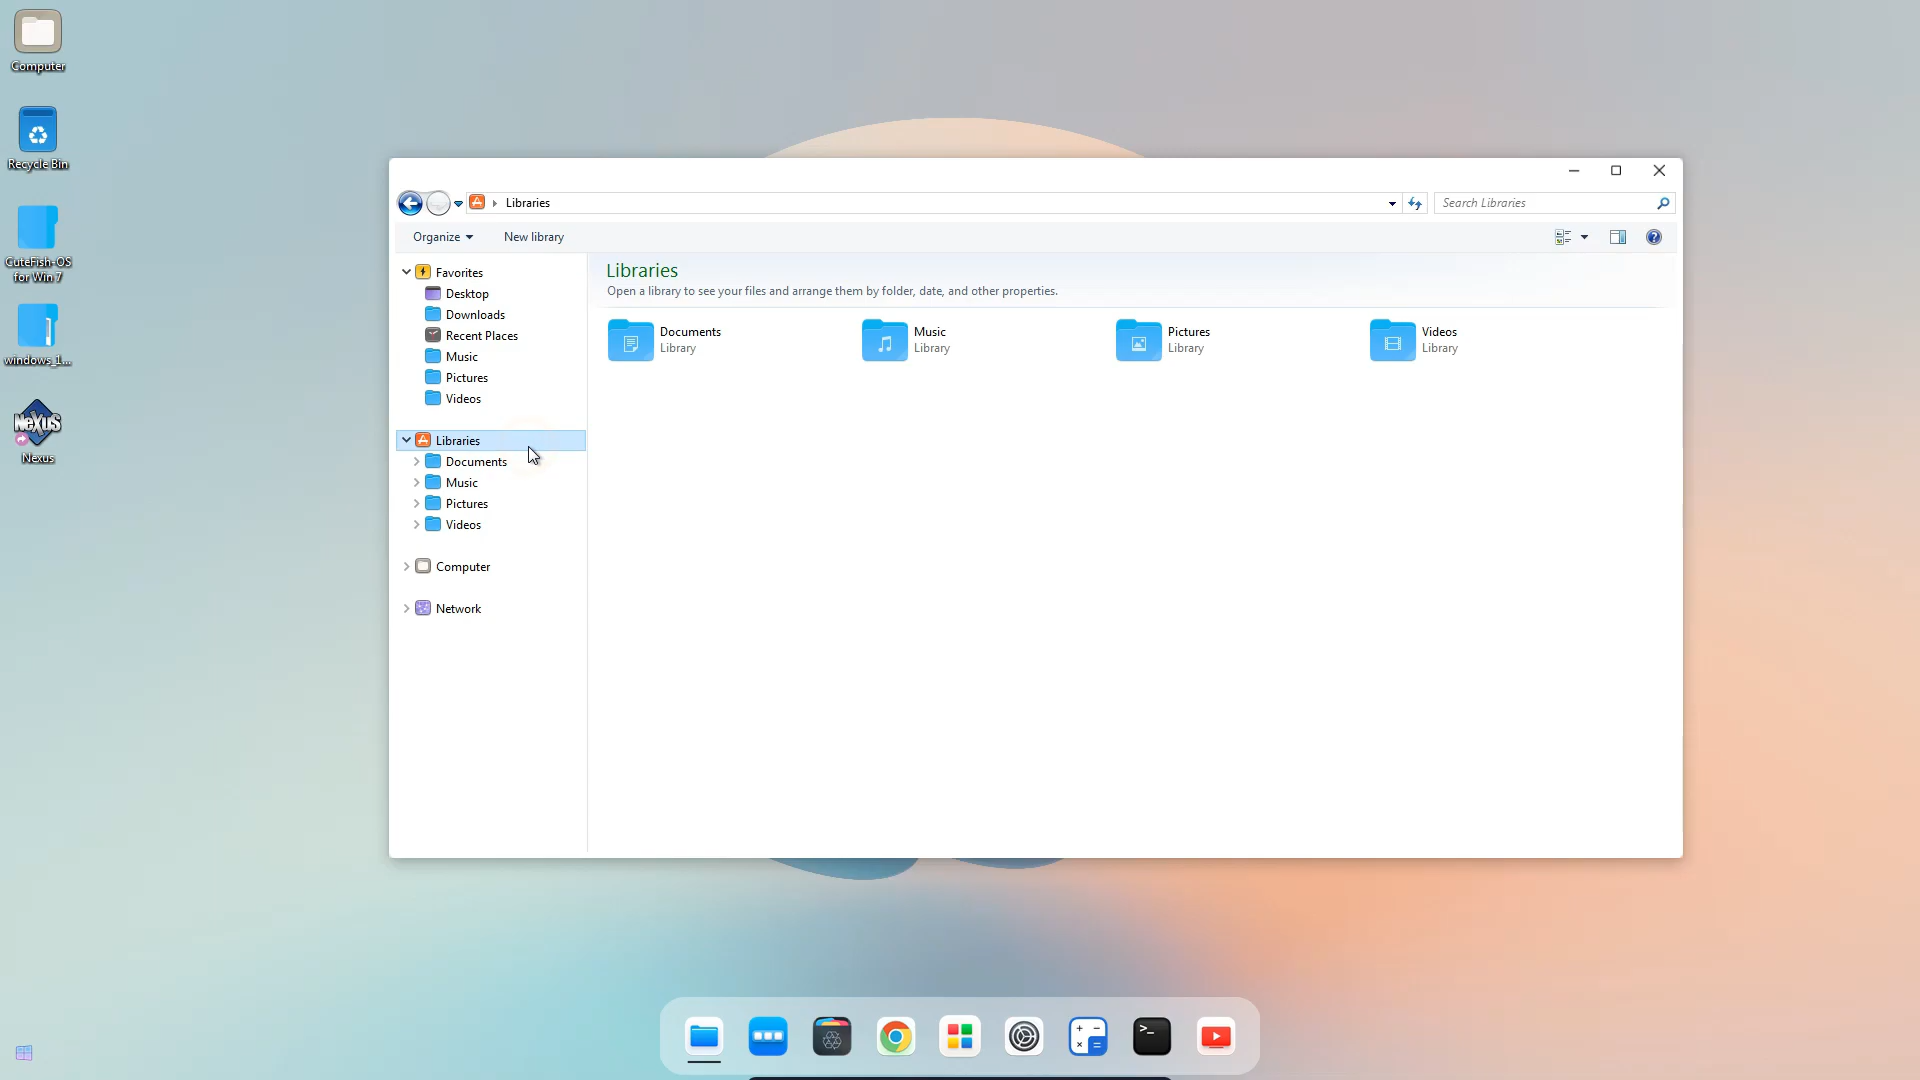 Computer
Recycle Bin
CuteFish-OS
for Win 7
windows_1...
NEXUS
Nexus
Libraries
Search Libraries
Organize
New library
Favorites
Desktop
Downloads
Recent Places
Music
Pictures
Videos
Libraries
Documents
Music
Pictures
Videos
Computer
Network
Libraries
Open a library to see your files and arrange them by folder, date, and other properties.
Documents
Library
Music
Library
Pictures
Library
Videos
Library